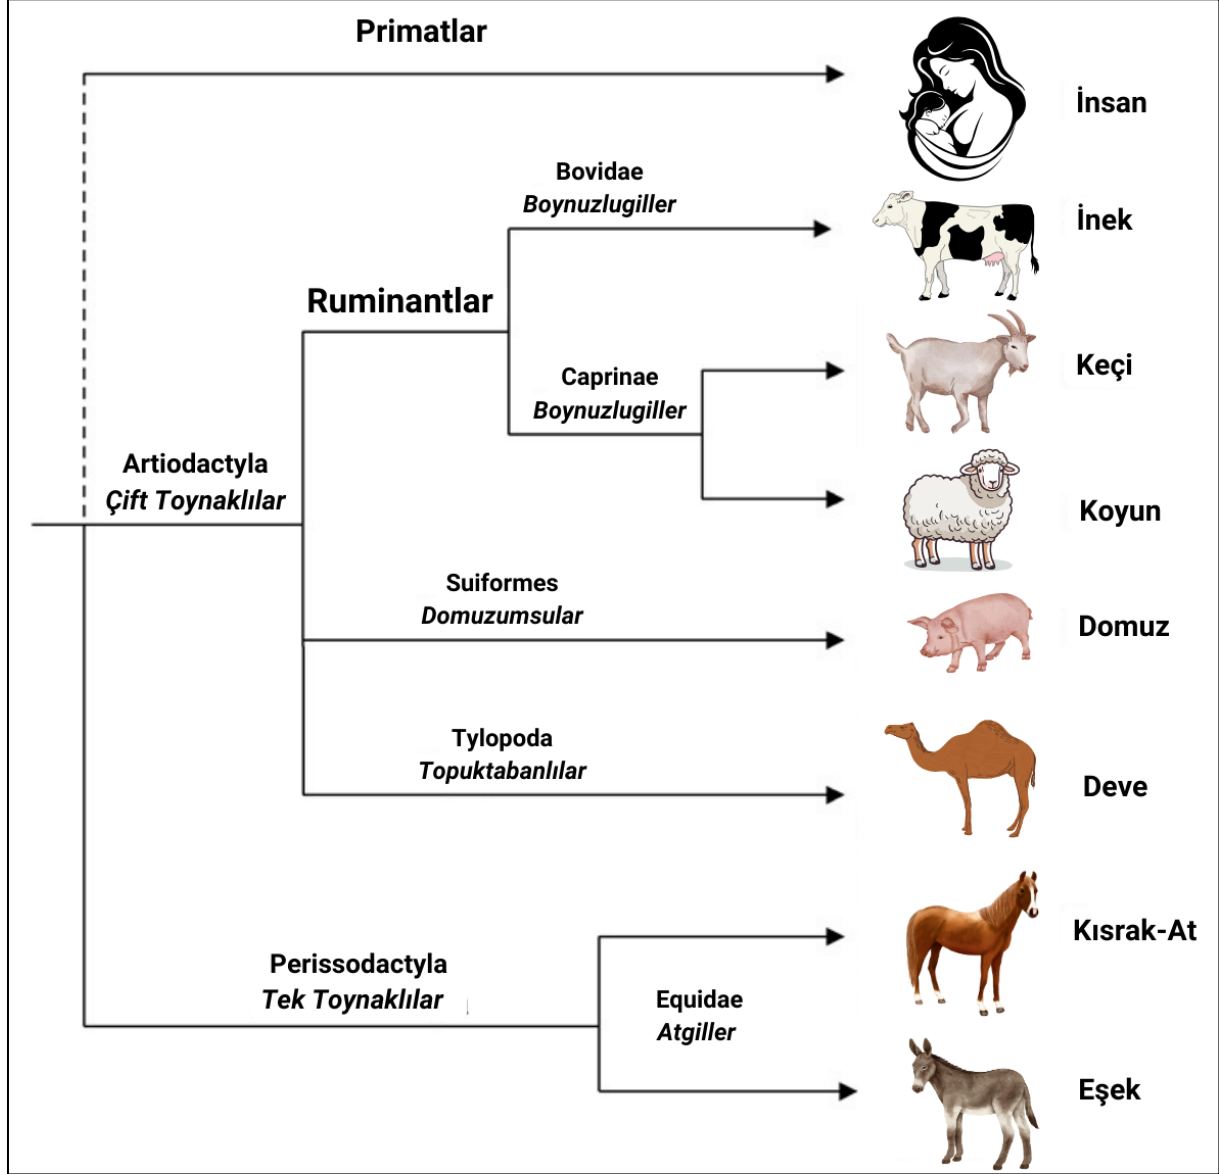 Primatlar
İnsan
Bovidae
Boynuzlugiller
İnek
Ruminantlar
Caprinae
Boynuzlugiller
Keçi
Artiodactyla
Çift Toynaklılar
Koyun
Suiformes
Domuzumsular
Domuz
Tylopoda
Topuktabanlılar
Deve
Kısrak-At
Perissodactyla
Tek Toynaklılar
Equidae
Atgiller
Eşek